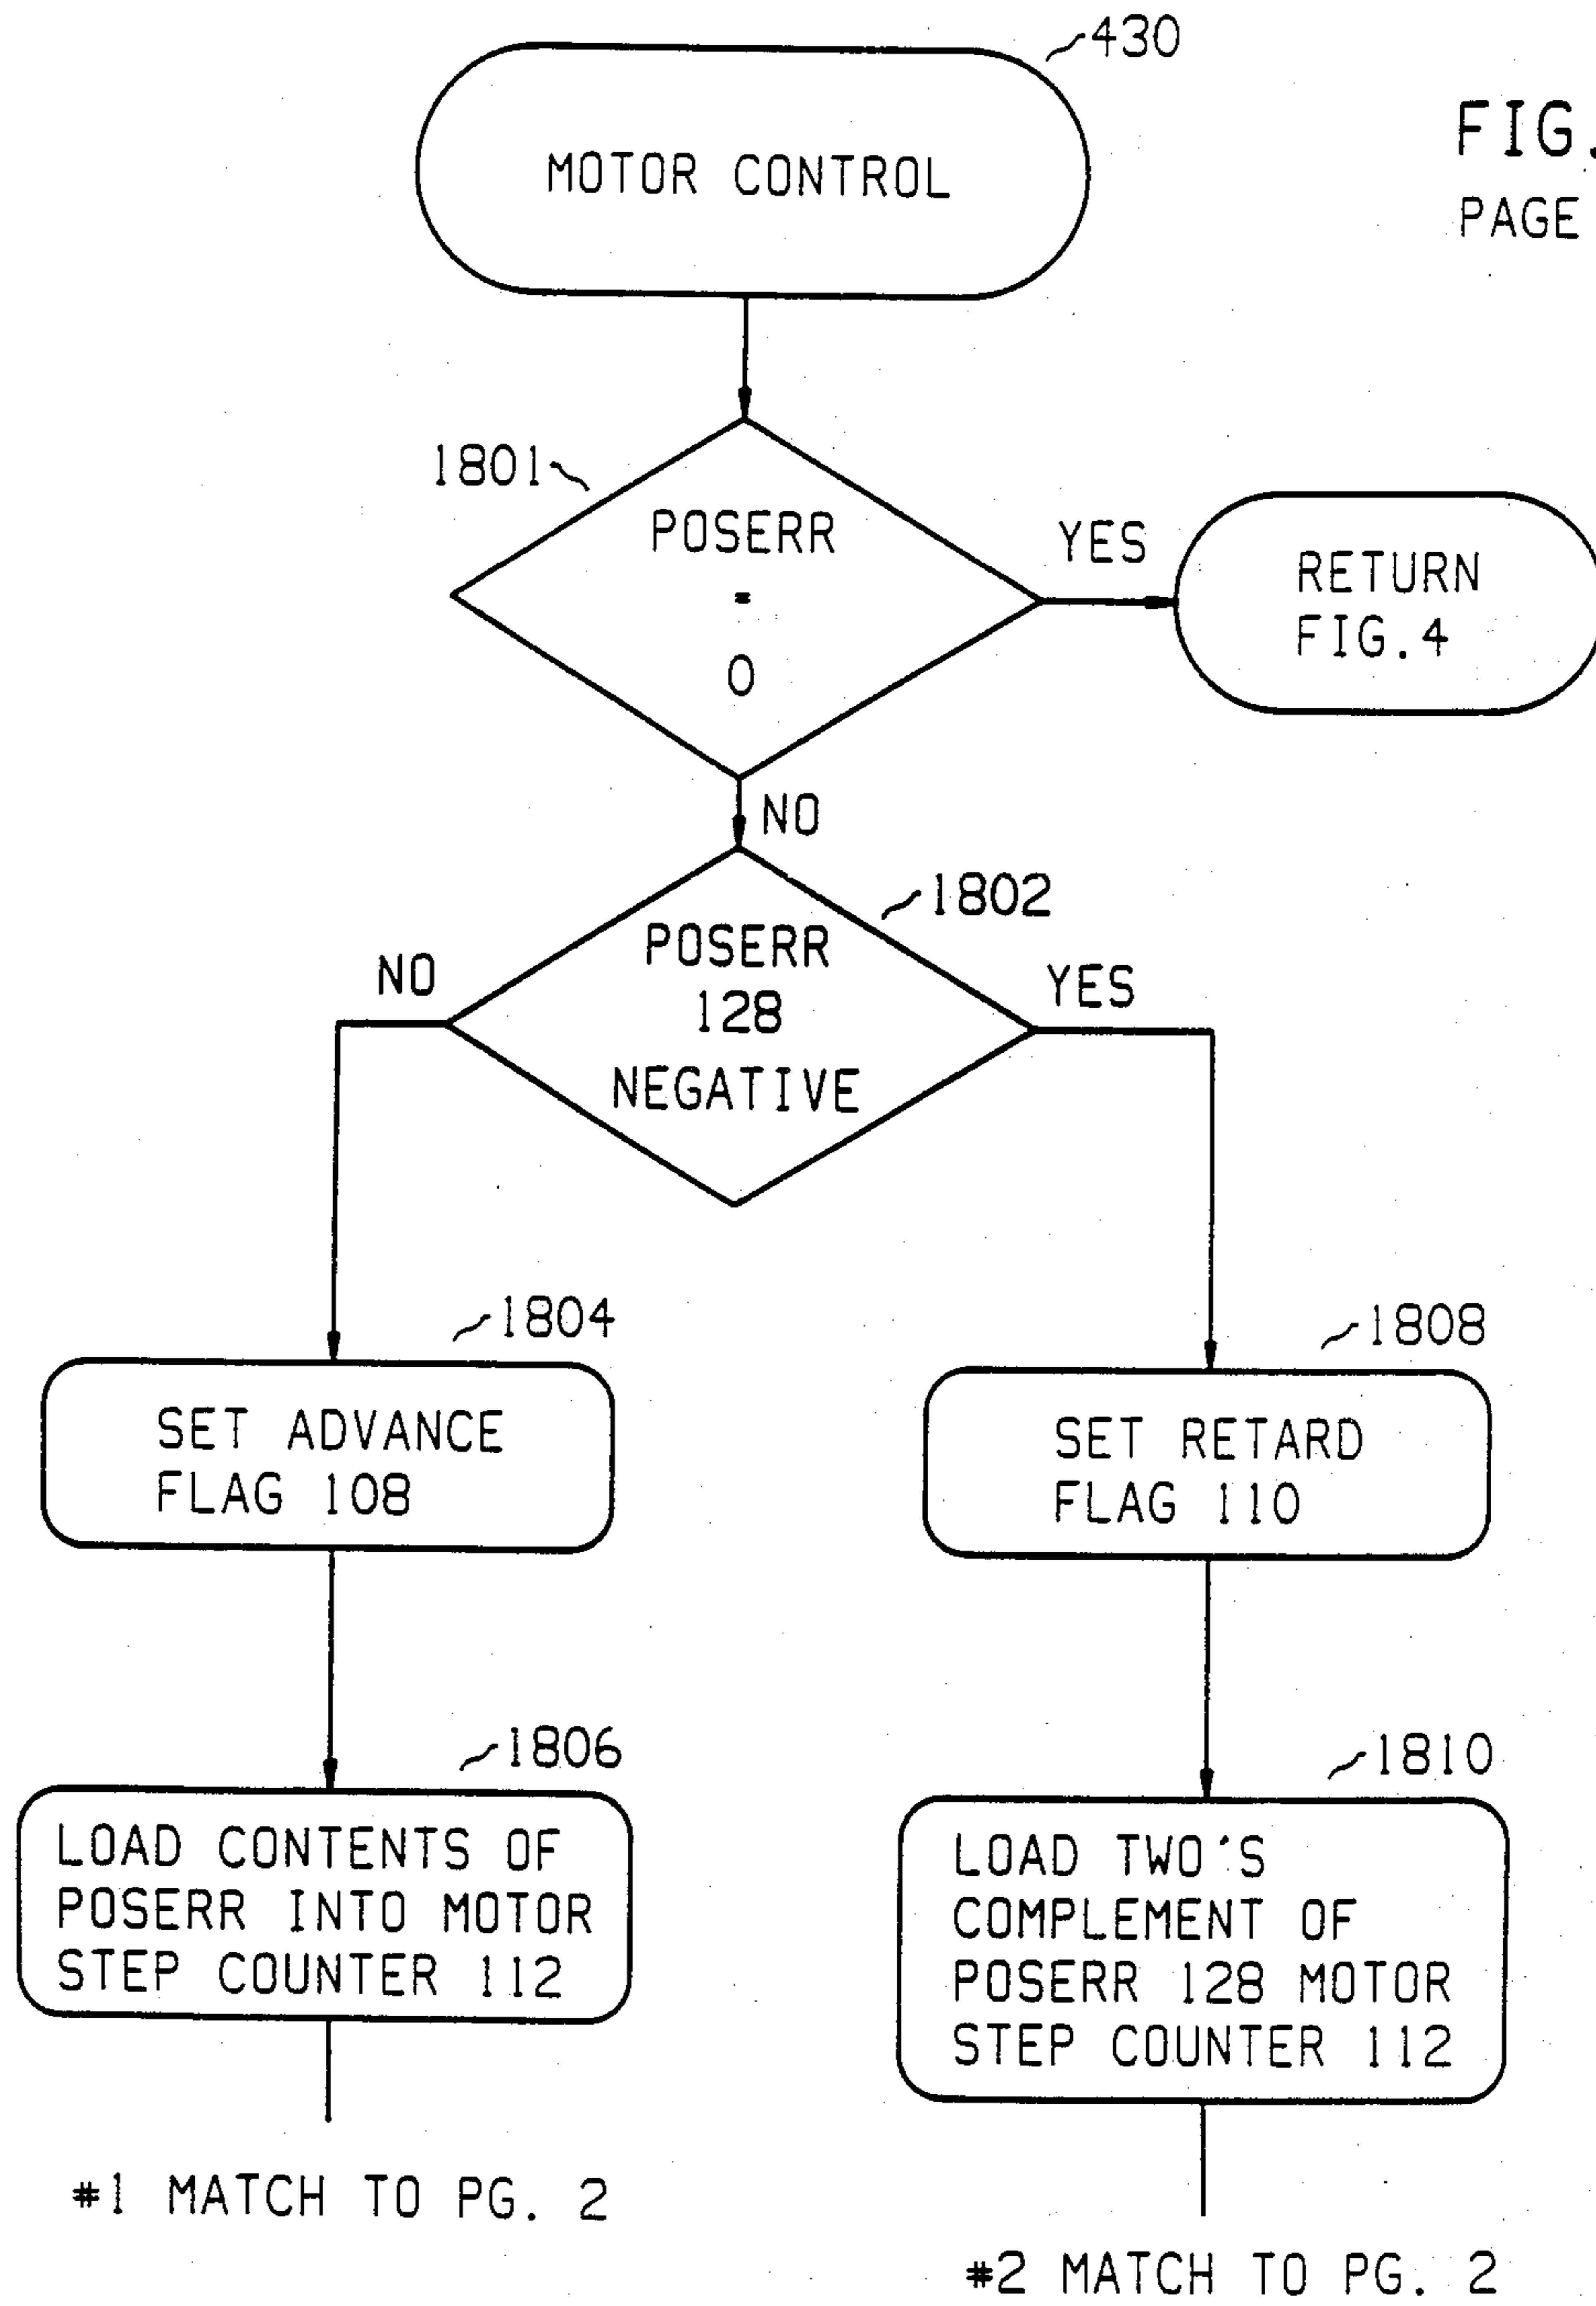 430
FIG.
PAGE
MOTOR CONTROL
1801
POSERR
=
0
YES
RETURN
FIG.4
NO
1802
POSERR
128
NEGATIVE
NO
YES
1804
SET ADVANCE
FLAG 108
1808
SET RETARD
FLAG 110
1806
LOAD CONTENTS OF
POSERR INTO MOTOR
STEP COUNTER 112
1810
LOAD TWO'S
COMPLEMENT OF
POSERR 128 MOTOR
STEP COUNTER 112
#1 MATCH TO PG. 2
#2 MATCH TO PG. 2